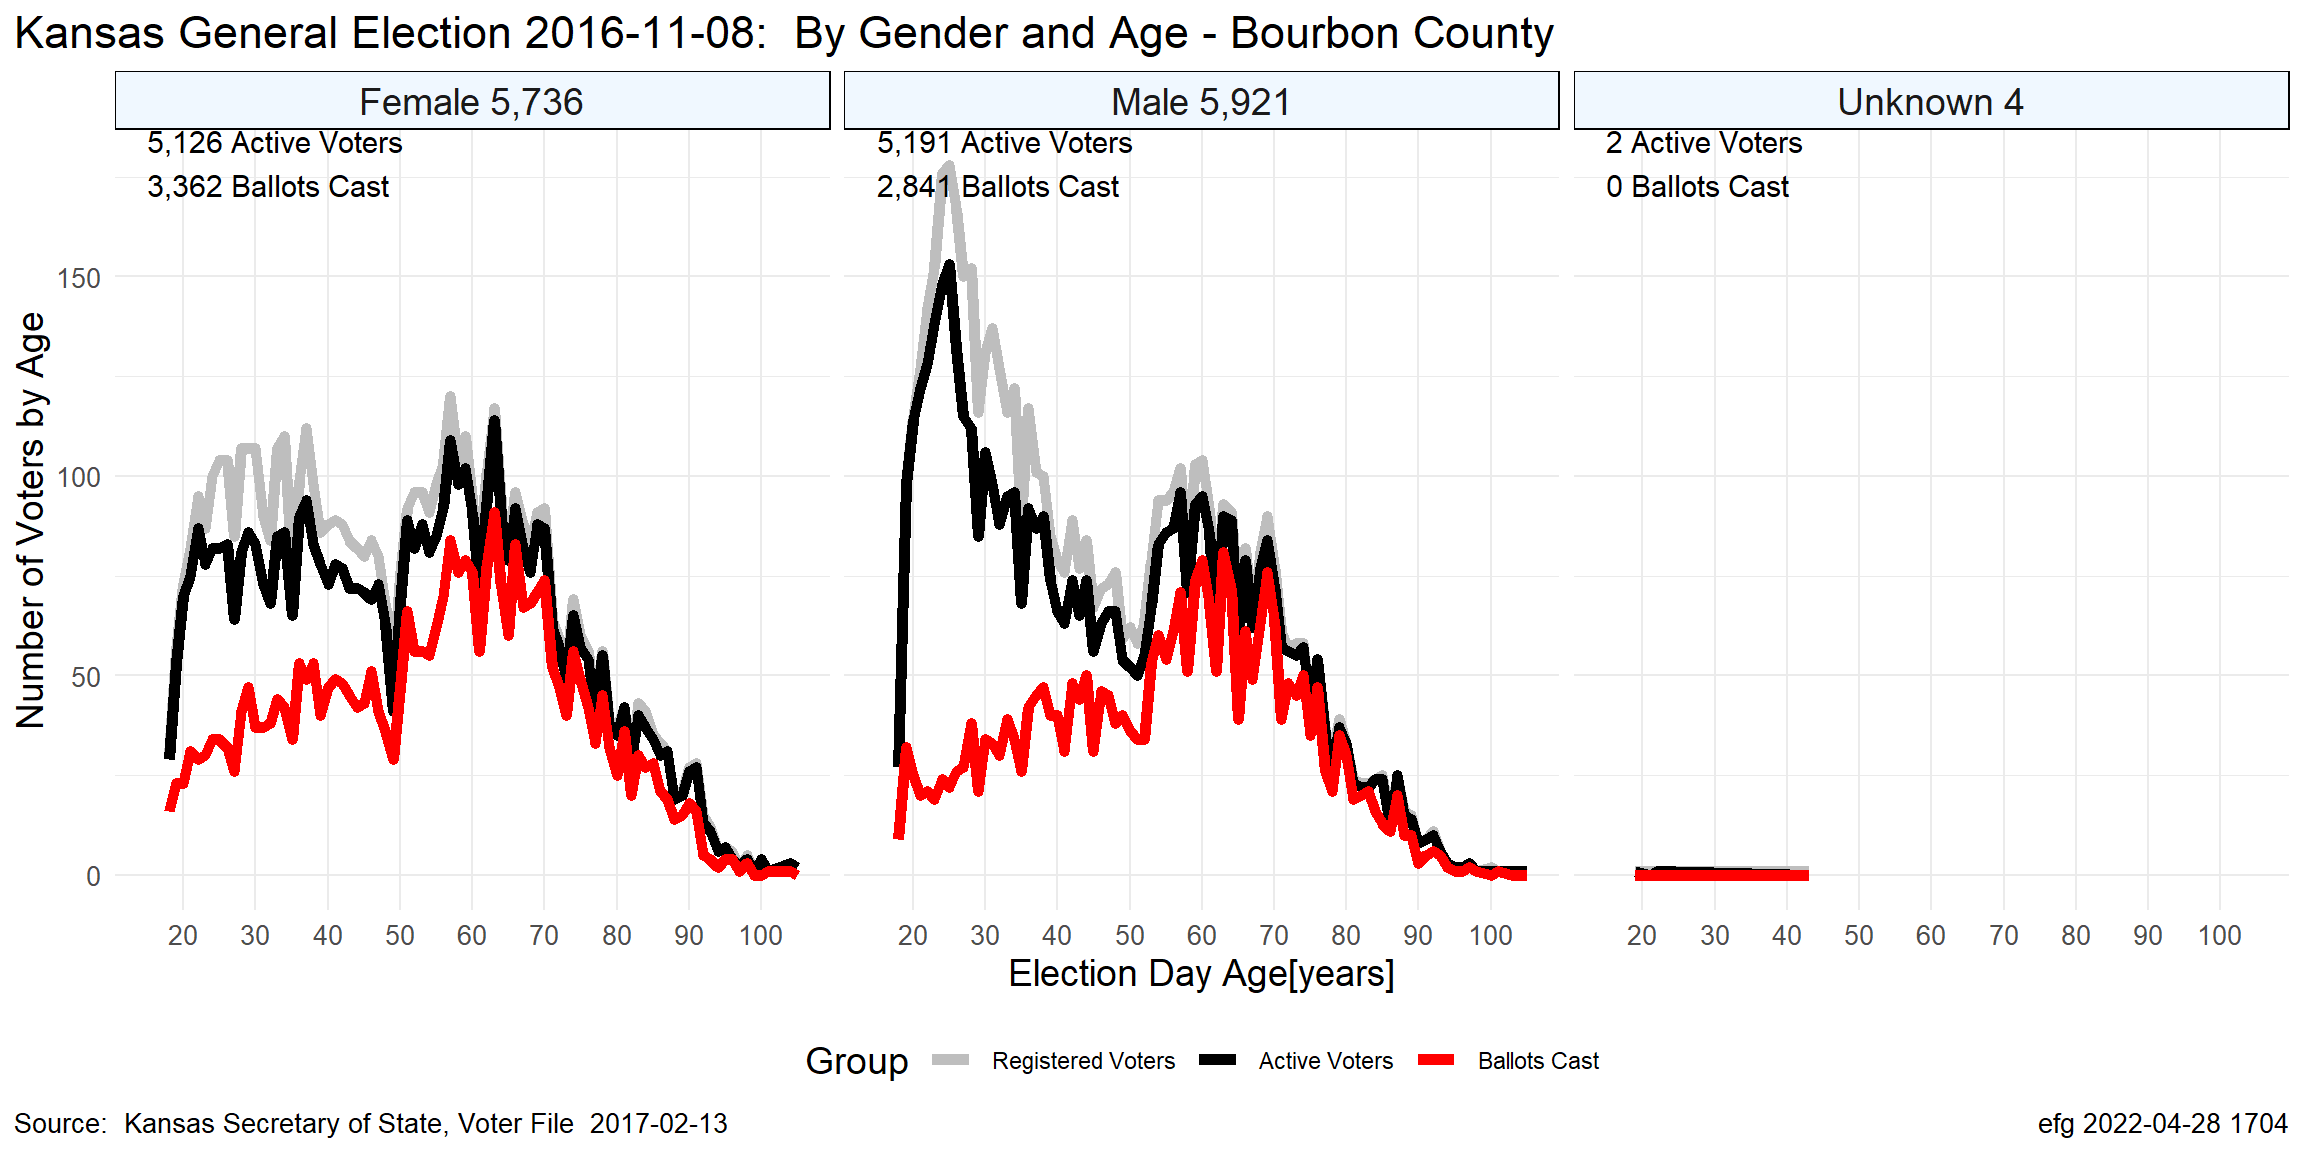 Kansas General Election 2016-11-08:  By Gender and Age - Bourbon County
Female 5,736
Male 5,921
Unknown 4
5,126 Active Voters
3,362 Ballots Cast
5,191 Active Voters
2,841 Ballots Cast
2 Active Voters
0 Ballots Cast
Number of Voters by Age
150
100
50
0
20 30 40 50 60 70 80 90 100
20 30 40 50 60 70 80 90 100
20 30 40 50 60 70 80 90 100
Election Day Age[years]
Group Registered Voters Active Voters Ballots Cast
Source:  Kansas Secretary of State, Voter File  2017-02-13
efg 2022-04-28 1704